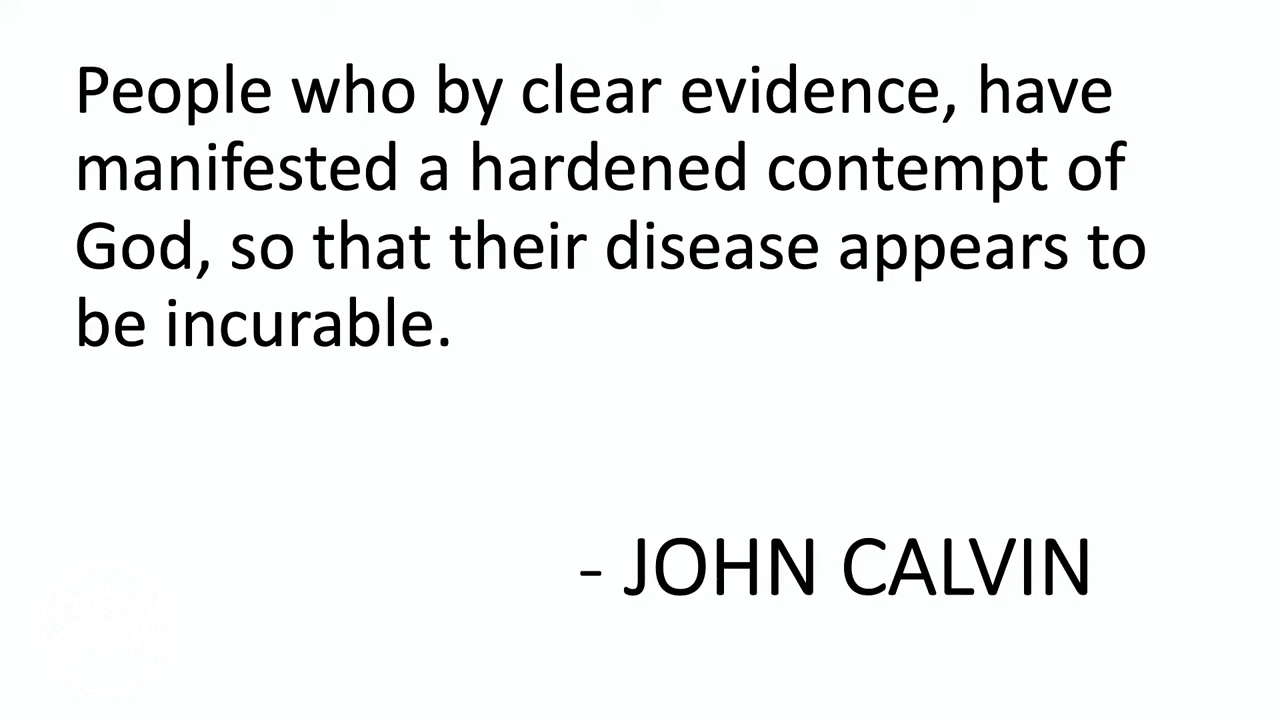 People who by clear evidence, have
manifested a hardened contempt of
God, so that their disease appears to
be incurable.
- JOHN CALVIN